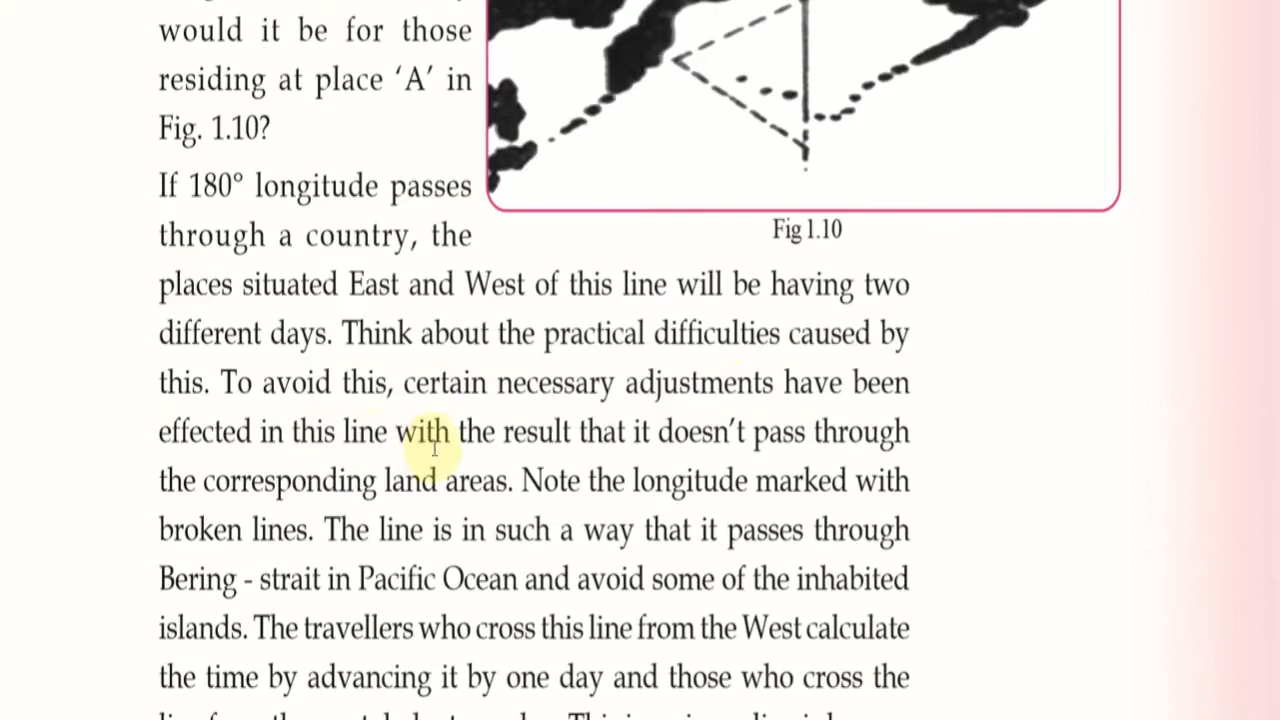 would it be for those
residing at place ‘A’ in
Fig. 1.10?
If 180° longitude passes
through a country, the
Fig 1.10
places situated East and West of this line will be having two
different days. Think about the practical difficulties caused by
this. To avoid this, certain necessary adjustments have been
effected in this line with the result that it doesn’t pass through
the corresponding land areas. Note the longitude marked with
broken lines. The line is in such a way that it passes through
Bering - strait in Pacific Ocean and avoid some of the inhabited
islands. The travellers who cross this line from the West calculate
the time by advancing it by one day and those who cross the